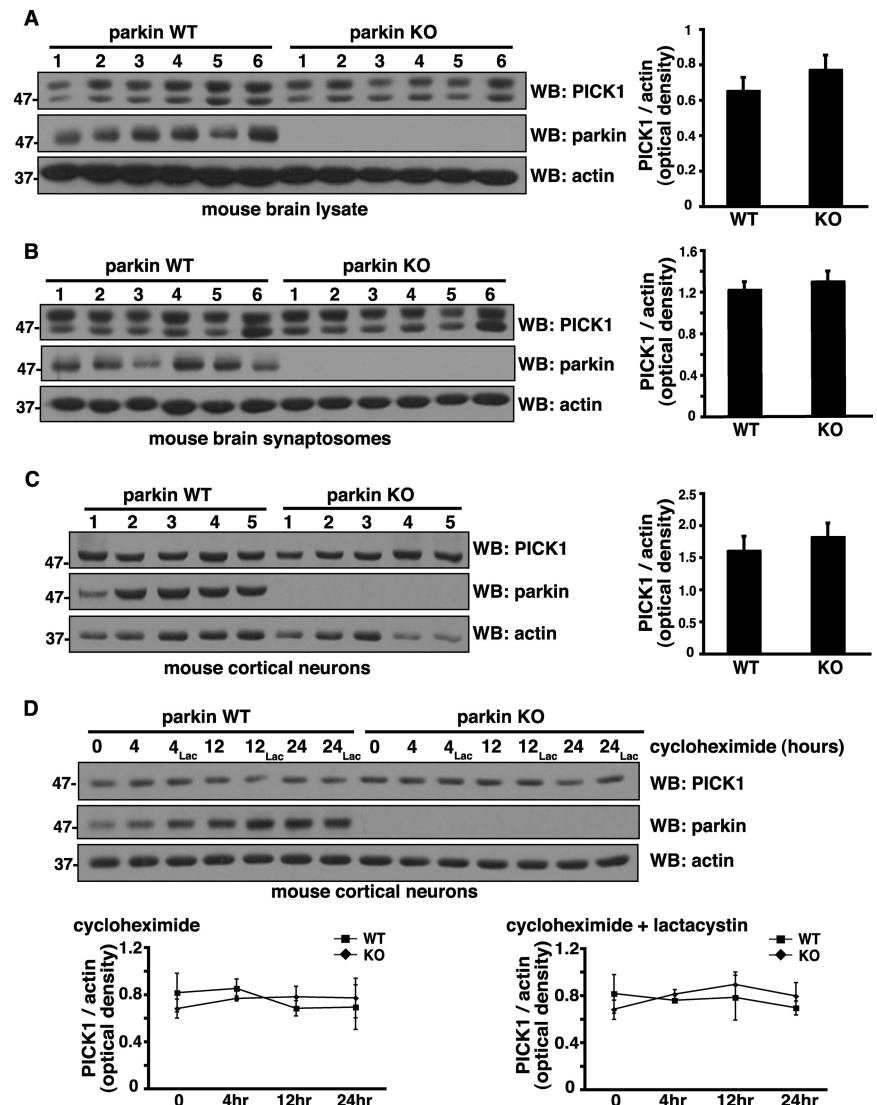 A
parkin WT parkin KO
1 2 3 4 5 6 1 2 3 4 5 6
47- WB: PICK1
47- WB: parkin
37- WB: actin
mouse brain lysate
PICK1 / actin
(optical density)
1
0.8
0.6
0.4
0.2
0
WT KO
B
parkin WT parkin KO
1 2 3 4 5 6 1 2 3 4 5 6
47- WB: PICK1
47- WB: parkin
37- WB: actin
mouse brain synaptosomes
PICK1 / actin
(optical density)
1.6
1.2
0.8
0.4
0
WT KO
C
parkin WT parkin KO
1 2 3 4 5 1 2 3 4 5
47- WB: PICK1
47- WB: parkin
37- WB: actin
mouse cortical neurons
PICK1 / actin
(optical density)
2.5
2.0
1.5
1.0
.5
0
WT KO
D
parkin WT parkin KO
0 4 4Lac 12 12Lac 24 24Lac 0 4 4Lac 12 12Lac 24 24Lac cycloheximide (hours)
47- WB: PICK1
47- WB: parkin
37- WB: actin
mouse cortical neurons
cycloheximide
PICK1 / actin
(optical density)
1.2
0.8
0.4
0
WT
KO
0 4hr 12hr 24hr
cycloheximide + lactacystin
PICK1 / actin
(optical density)
1.2
0.8
0.4
0
WT
KO
0 4hr 12hr 24hr